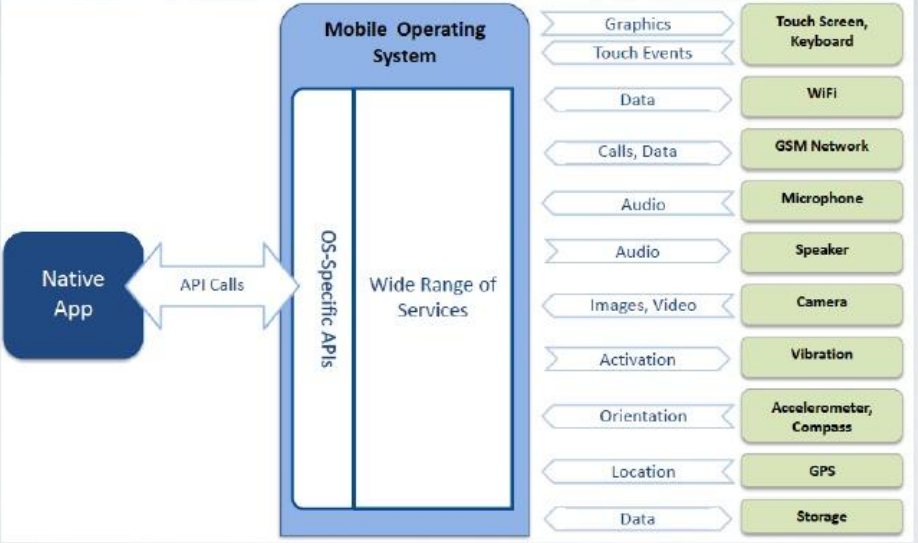 Mobile Operating
System
Graphics
Touch Screen,
Keyboard
Touch Events
Data
WiFi
Calls, Data
GSM Network
Audio
Microphone
Native
App
API Calls
OS-Specific APIs
Wide Range of
Services
Audio
Speaker
Images, Video
Camera
Activation
Vibration
Orientation
Accelerometer,
Compass
Location
GPS
Data
Storage